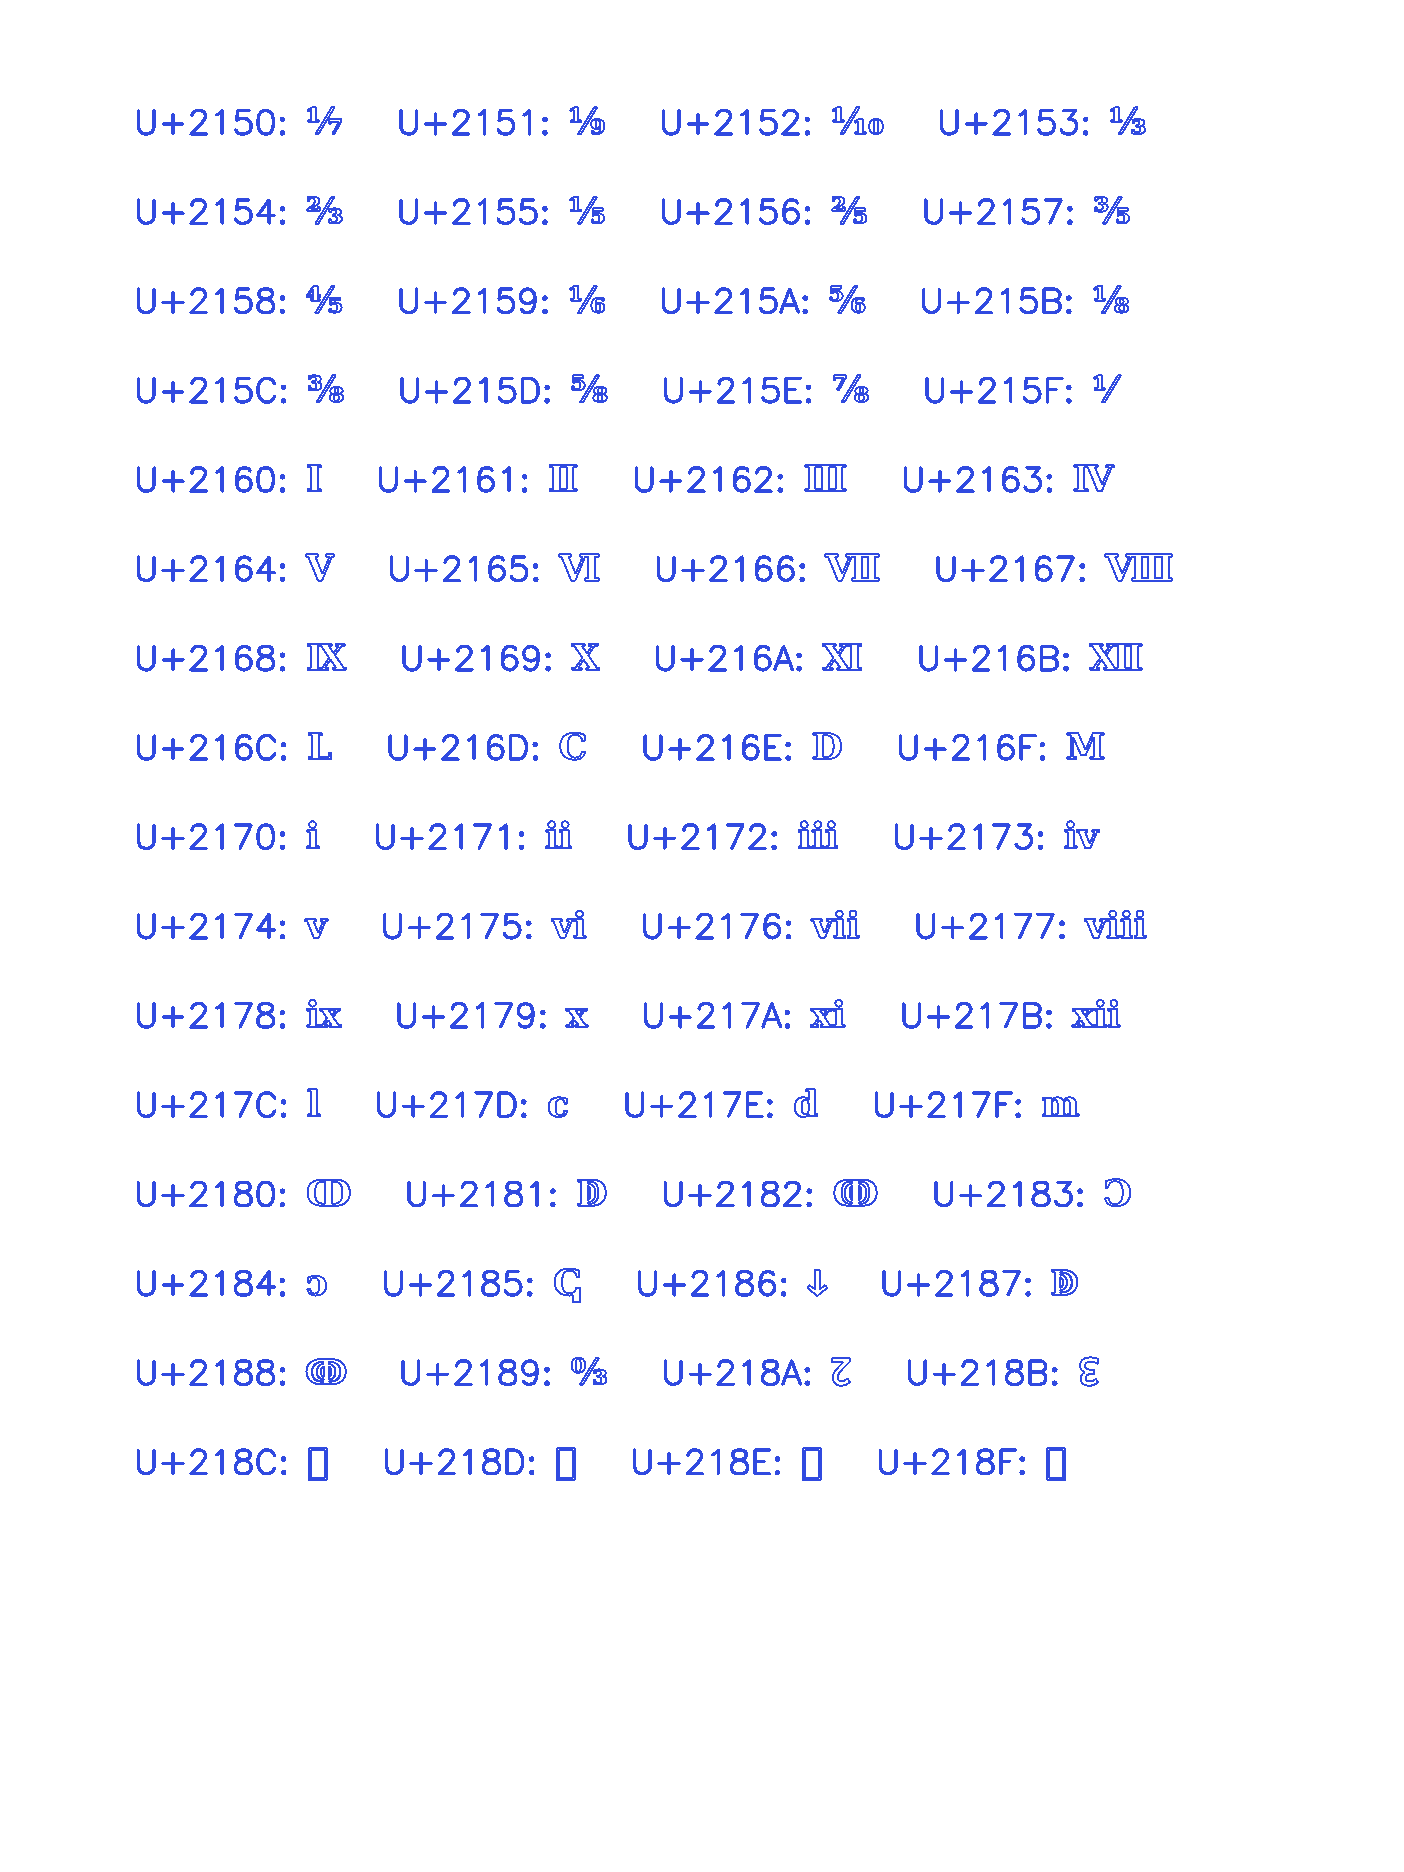 U+2150: ⅐ U+2151: ⅑ U+2152: ⅒ U+2153: ⅓
U+2154: ⅔ U+2155: ⅕ U+2156: ⅖ U+2157: ⅗
U+2158: ⅘ U+2159: ⅙ U+215A: ⅚ U+215B: ⅛
U+215C: ⅜ U+215D: ⅝ U+215E: ⅞ U+215F: ⅟
U+2160: Ⅰ U+2161: Ⅱ U+2162: Ⅲ U+2163: Ⅳ
U+2164: Ⅴ U+2165: Ⅵ U+2166: Ⅶ U+2167: Ⅷ
U+2168: Ⅸ U+2169: Ⅹ U+216A: Ⅺ U+216B: Ⅻ
U+216C: Ⅼ U+216D: Ⅽ U+216E: Ⅾ U+216F: Ⅿ
U+2170: ⅰ U+2171: ⅱ U+2172: ⅲ U+2173: ⅳ
U+2174: ⅴ U+2175: ⅵ U+2176: ⅶ U+2177: ⅷ
U+2178: ⅸ U+2179: ⅹ U+217A: ⅺ U+217B: ⅻ
U+217C: ⅼ U+217D: ⅽ U+217E: ⅾ U+217F: ⅿ
U+2180: ↀ U+2181: ↁ U+2182: ↂ U+2183: Ↄ
U+2184: ↄ U+2185: ↅ U+2186: ↆ U+2187: ↇ
U+2188: ↈ U+2189: ↉ U+218A: ↊ U+218B: ↋
U+218C: ▯ U+218D: ▯ U+218E: ▯ U+218F: ▯